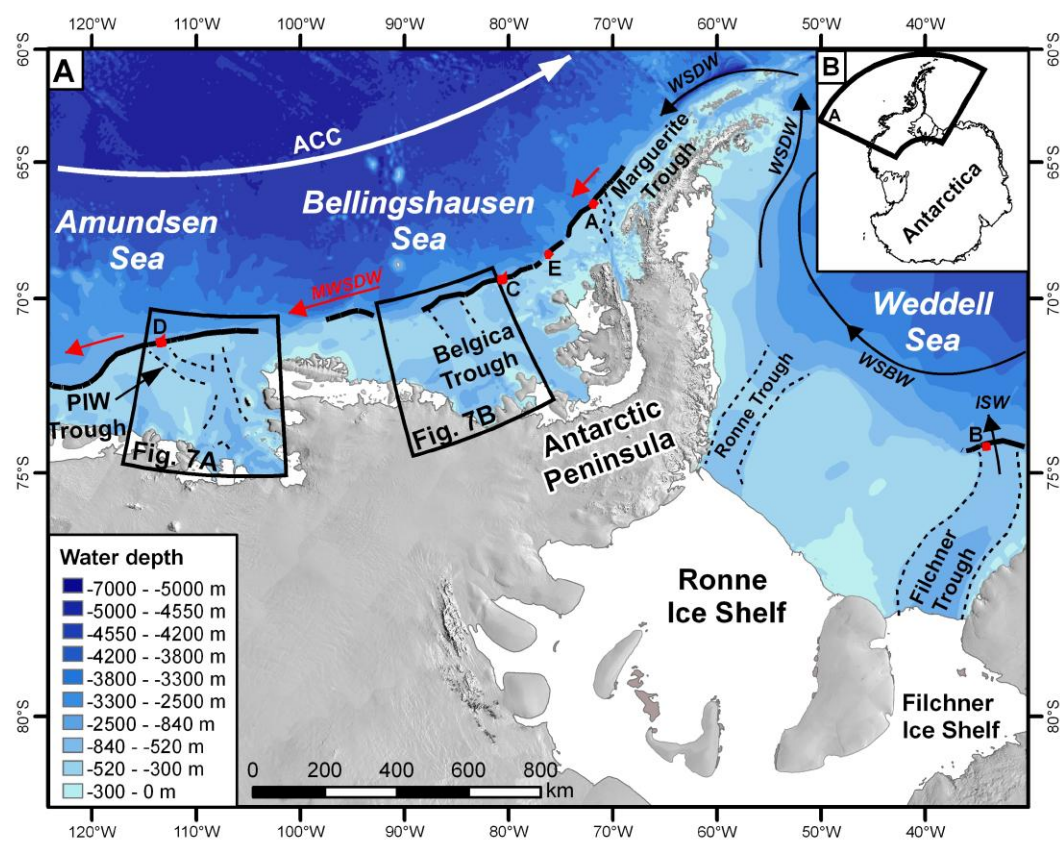 120°W 110°W 100°W 90°W 80°W 70°W 60°W 50°W 40°W
60°S
60°S
A
B
A
Antarctica
ACC
WSDW
WSDW
65°S
65°S
Marguerite
Trough
Amundsen
Sea
Bellingshausen
Sea
A
E
C
MWSDW
70°S
70°S
Weddell
Sea
WSBW
D
PIW
Trough
Fig. 7A
Belgica
Trough
Fig. 7B
Antarctic
Peninsula
Ronne Trough
ISW
B
75°S
75°S
Filchner
Trough
Ronne
Ice Shelf
Filchner
Ice Shelf
80°S
80°S
Water depth
-7000 - -5000 m
-5000 - -4550 m
-4550 - -4200 m
-4200 - -3800 m
-3800 - -3300 m
-3300 - -2500 m
-2500 - -840 m
-840 - -520 m
-520 - -300 m
-300 - 0 m
0 200 400 600 800
km
120°W 110°W 100°W 90°W 80°W 70°W 60°W 50°W 40°W